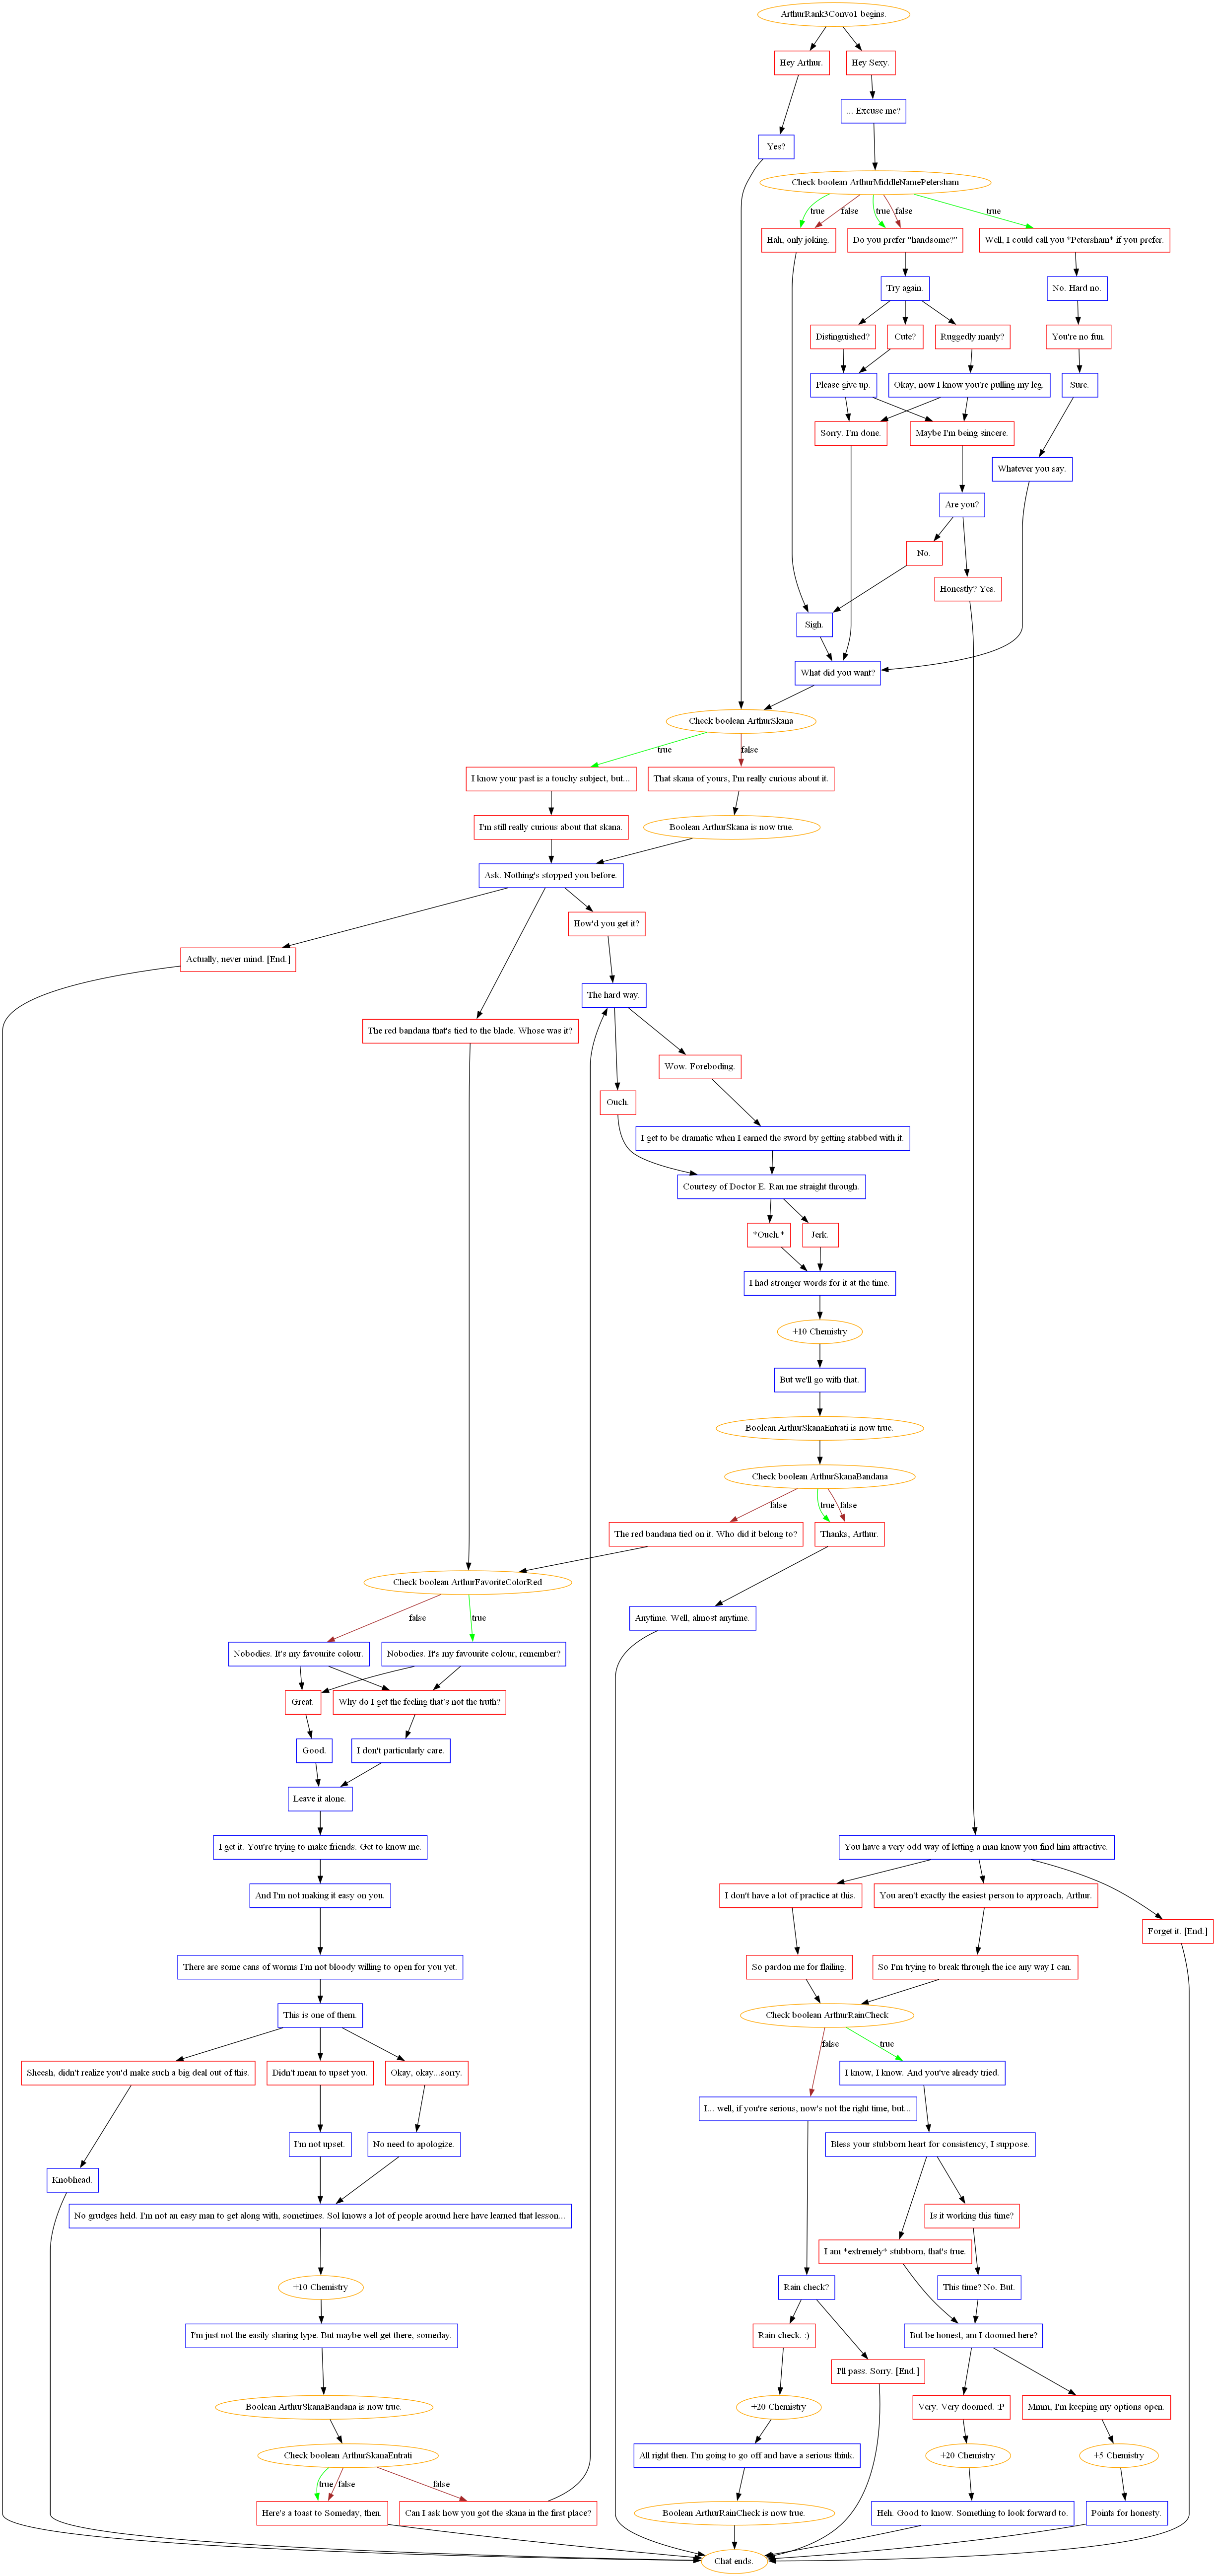 ArthurRank3Convo1 begins.
Hey Arthur.
Hey Sexy.
... Excuse me?
Yes?
Check boolean ArthurMiddleNamePetersham
true
false
true
false
true
Hah, only joking.
Do you prefer "handsome?"
Well, I could call you *Petersham* if you prefer.
Try again.
No. Hard no.
Distinguished?
Cute?
Ruggedly manly?
You're no fun.
Please give up.
Okay, now I know you're pulling my leg.
Sure.
Sorry. I'm done.
Maybe I'm being sincere.
Whatever you say.
Are you?
No.
Honestly? Yes.
Sigh.
What did you want?
Check boolean ArthurSkana
true
false
I know your past is a touchy subject, but...
That skana of yours, I'm really curious about it.
I'm still really curious about that skana.
Boolean ArthurSkana is now true.
Ask. Nothing's stopped you before.
How'd you get it?
Actually, never mind. [End.]
The hard way.
The red bandana that's tied to the blade. Whose was it?
Wow. Foreboding.
Ouch.
I get to be dramatic when I earned the sword by getting stabbed with it.
Courtesy of Doctor E. Ran me straight through.
*Ouch.*
Jerk.
I had stronger words for it at the time.
+10 Chemistry
But we'll go with that.
Boolean ArthurSkanaEntrati is now true.
Check boolean ArthurSkanaBandana
false
true
false
The red bandana tied on it. Who did it belong to?
Thanks, Arthur.
Check boolean ArthurFavoriteColorRed
false
true
Anytime. Well, almost anytime.
Nobodies. It's my favourite colour.
Nobodies. It's my favourite colour, remember?
Great.
Why do I get the feeling that's not the truth?
Good.
I don't particularly care.
Leave it alone.
I get it. You're trying to make friends. Get to know me.
You have a very odd way of letting a man know you find him attractive.
And I'm not making it easy on you.
I don't have a lot of practice at this.
You aren't exactly the easiest person to approach, Arthur.
Forget it. [End.]
There are some cans of worms I'm not bloody willing to open for you yet.
So pardon me for flailing.
So I'm trying to break through the ice any way I can.
This is one of them.
Check boolean ArthurRainCheck
false
true
Sheesh, didn't realize you'd make such a big deal out of this.
Didn't mean to upset you.
Okay, okay...sorry.
I know, I know. And you've already tried.
I... well, if you're serious, now's not the right time, but...
I'm not upset.
No need to apologize.
Bless your stubborn heart for consistency, I suppose.
Knobhead.
No grudges held. I'm not an easy man to get along with, sometimes. Sol knows a lot of people around here have learned that lesson...
Is it working this time?
I am *extremely* stubborn, that's true.
+10 Chemistry
Rain check?
This time? No. But.
I'm just not the easily sharing type. But maybe well get there, someday.
Rain check. :)
But be honest, am I doomed here?
I'll pass. Sorry. [End.]
Boolean ArthurSkanaBandana is now true.
+20 Chemistry
Very. Very doomed. :P
Mmm, I'm keeping my options open.
Check boolean ArthurSkanaEntrati
true
false
false
All right then. I'm going to go off and have a serious think.
+20 Chemistry
+5 Chemistry
Here's a toast to Someday, then.
Can I ask how you got the skana in the first place?
Boolean ArthurRainCheck is now true.
Heh. Good to know. Something to look forward to.
Points for honesty.
Chat ends.